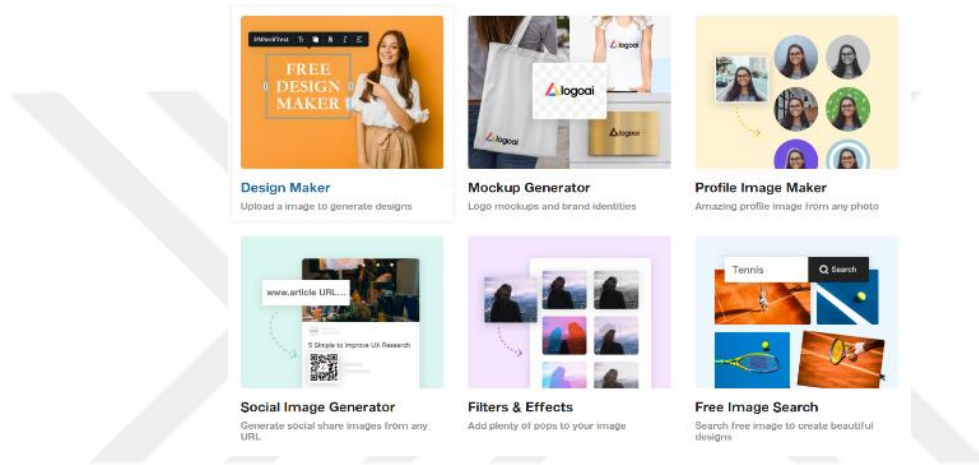 FREE
DESIGN
MAKER
logoai
logoai
logoai
logoai
Design Maker
Upload a image to generate designs
Mockup Generator
Logo mockups and brand identities
Profile Image Maker
Amazing profile image from any photo
www.article URL...
5 Simple to Improve UX Research
Tennis
Search
Social Image Generator
Generate social share images from any
URL
Filters & Effects
Add plenty of pops to your image
Free Image Search
Search free image to create beautiful
designs